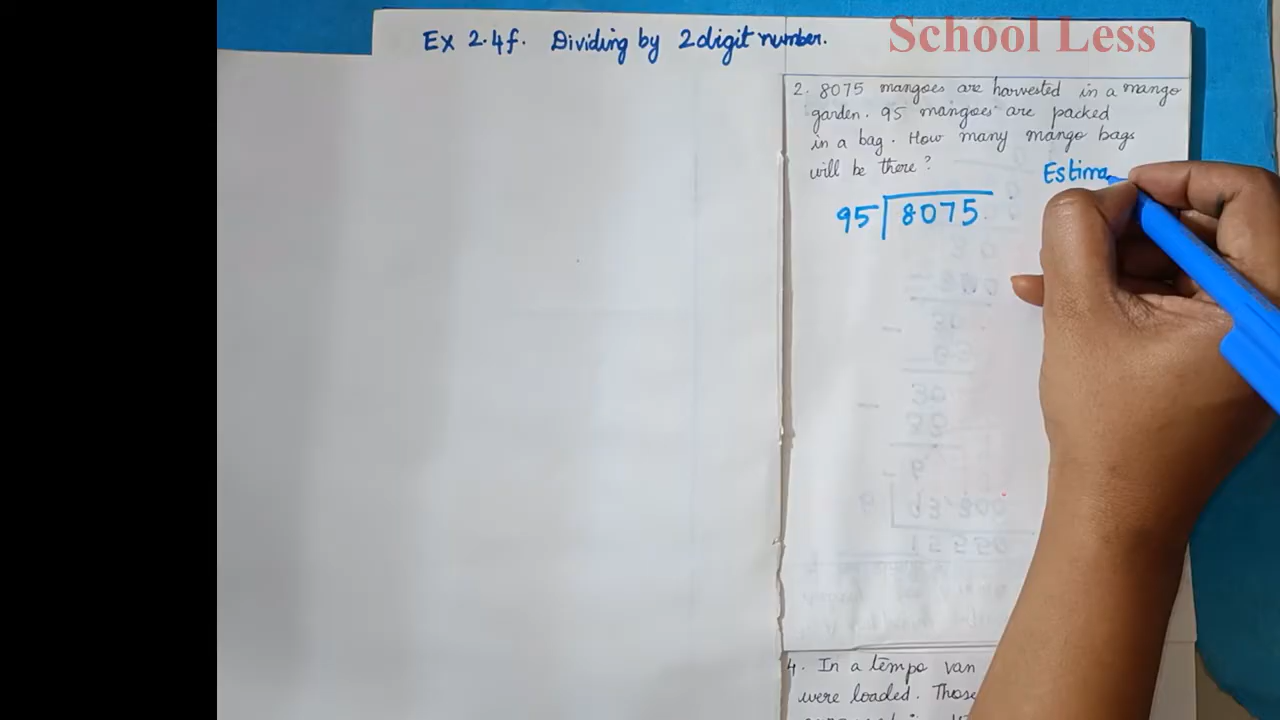 Ex 2.4f. Dividing by 2 digit number.
School Less
2. 8075 mangoes are harvested in a mango
garden. 95 mangoes are packed
in a bag. How many mango bags
will be there?
Estima
95 8075
4. In a tempo van
were loaded. Those